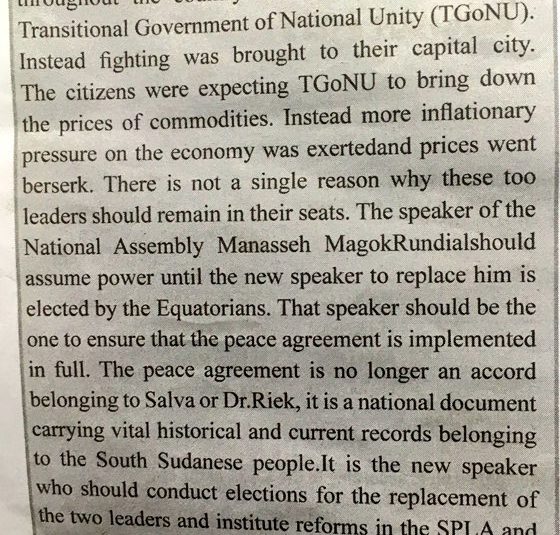 throughout the
Transitional Government of National Unity (TGoNU).
Instead fighting was brought to their capital city.
The citizens were expecting TGoNU to bring down
the prices of commodities. Instead more inflationary
pressure on the economy was exertedand prices went
berserk. There is not a single reason why these too
leaders should remain in their seats. The speaker of the
National Assembly Manasseh MagokRundialshould
assume power until the new speaker to replace him is
elected by the Equatorians. That speaker should be the
one to ensure that the peace agreement is implemented
in full. The peace agreement is no longer an accord
belonging to Salva or Dr.Riek, it is a national document
carrying vital historical and current records belonging
to the South Sudanese people.It is the new speaker
who should conduct elections for the replacement of
the two leaders and institute reforms in the SPLA and